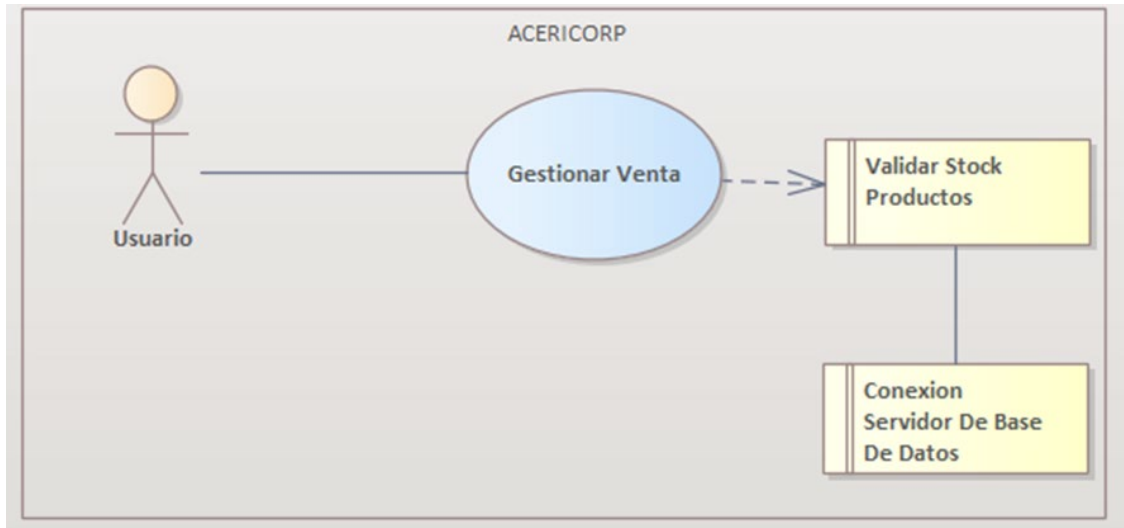 ACERICORP
Usuario
Gestionar Venta
Validar Stock
Productos
Conexion
Servidor De Base
De Datos